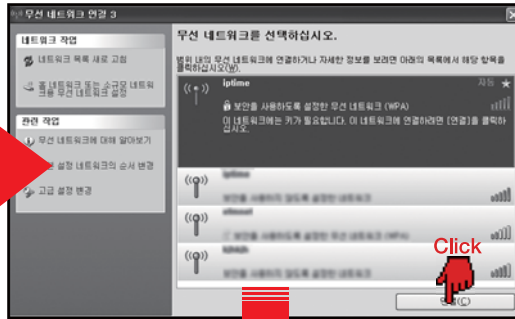 무선 네트워크 연결 3
네트워크 작업
네트워크 목록 새로 고침
홈 네트워크 또는 소규모 네트워
크용 무선 네트워크 설정
관련 작업
무선 네트워크에 대해 알아보기
설정 네트워크의 순서 변경
고급 설정 변경
무선 네트워크를 선택하십시오.
범위 내의 무선 네트워크에 연결하거나 자세한 정보를 보려면 아래의 목록에서 해당 항목을
클릭하십시오(W).
iptime
자동
보안을 사용하도록 설정한 무선 네트워크 (WPA)
이 네트워크에는 키가 필요합니다. 이 네트워크에 연결하려면 [연결]을 클릭하
십시오.
Click